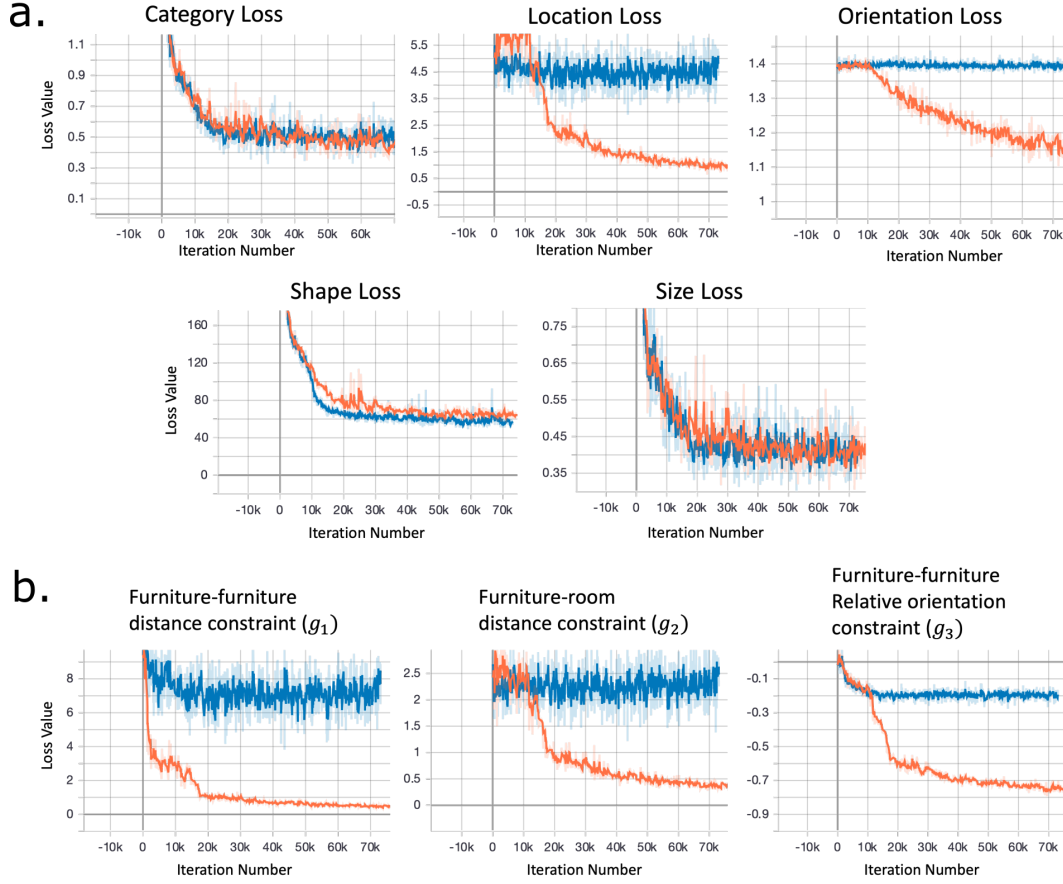 a.
Category Loss
Location Loss
Orientation Loss
Loss Value
1.1
0.9
0.7
0.5
0.3
0.1
-10k 0 10k 20k 30k 40k 50k 60k
Iteration Number
5.5
4.5
3.5
2.5
1.5
0.5
-0.5
-10k 0 10k 20k 30k 40k 50k 60k 70k
Iteration Number
1.4
1.3
1.2
1.1
1
-10k 0 10k 20k 30k 40k 50k 60k 70k
Iteration Number
Shape Loss
Size Loss
Loss Value
160
120
80
40
0
-10k 0 10k 20k 30k 40k 50k 60k 70k
Iteration Number
0.75
0.65
0.55
0.45
0.35
-10k 0 10k 20k 30k 40k 50k 60k 70k
Iteration Number
b.
Furniture-furniture
distance constraint (g₁)
Furniture-room
distance constraint (g₂)
Furniture-furniture
Relative orientation
constraint (g₃)
Loss Value
8
6
4
2
0
-10k 0 10k 20k 30k 40k 50k 60k 70k
Iteration Number
2.5
2
1.5
1
0.5
0
-10k 0 10k 20k 30k 40k 50k 60k 70k
Iteration Number
-0.1
-0.3
-0.5
-0.7
-0.9
-10k 0 10k 20k 30k 40k 50k 60k 70k
Iteration Number